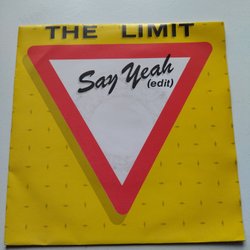 THE LIMIT
Say Yeah
(edit)